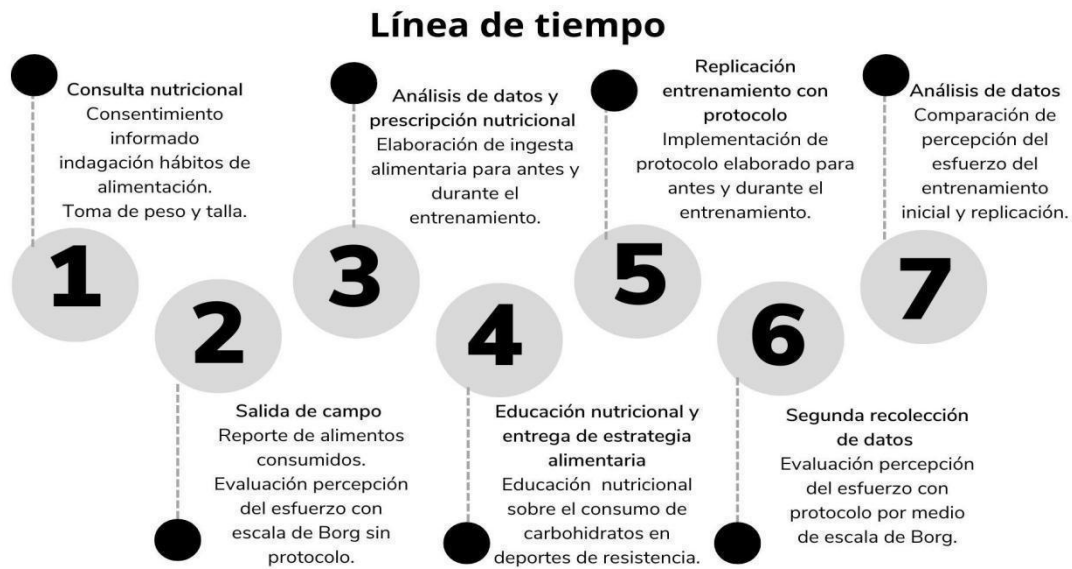 Línea de tiempo
1
Consulta nutricional
Consentimiento
informado
indagación hábitos de
alimentación.
Toma de peso y talla.
2
Salida de campo
Reporte de alimentos
consumidos.
Evaluación percepción
del esfuerzo con
escala de Borg sin
protocolo.
3
Análisis de datos y
prescripción nutricional
Elaboración de ingesta
alimentaria para antes y
durante el
entrenamiento.
4
Educación nutricional y
entrega de estrategia
alimentaria
Educación nutricional
sobre el consumo de
carbohidratos en
deportes de resistencia.
5
Replicación
entrenamiento con
protocolo
Implementación de
protocolo elaborado para
antes y durante el
entrenamiento.
6
Segunda recolección
de datos
Evaluación percepción
del esfuerzo con
protocolo por medio
de escala de Borg.
7
Análisis de datos
Comparación de
percepción del
esfuerzo del
entrenamiento
inicial y replicación.